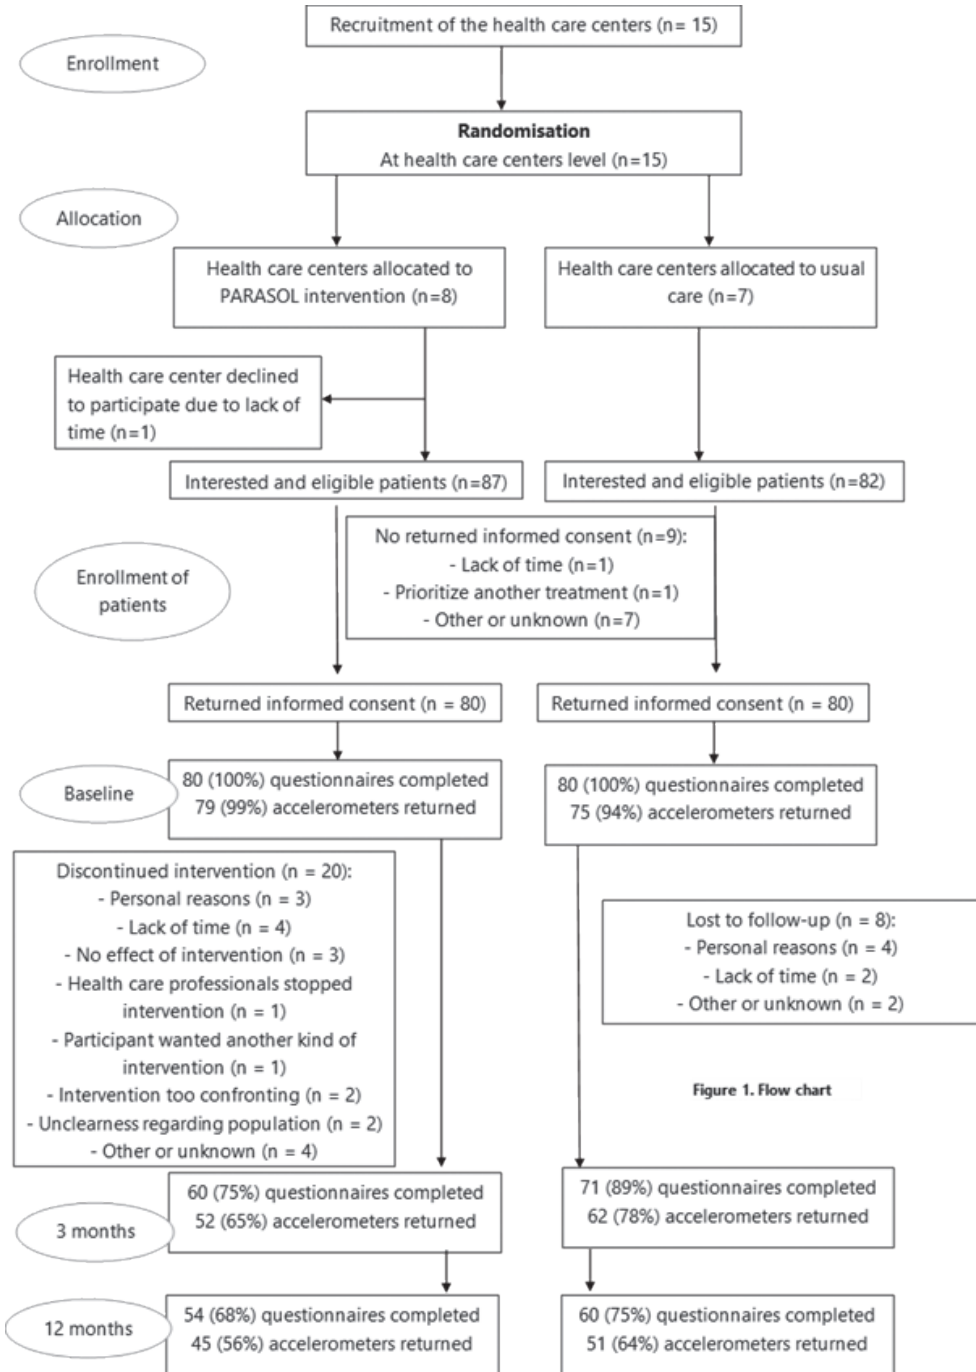 Recruitment of the health care centers (n= 15)
Enrollment
Randomisation
At health care centers level (n=15)
Allocation
Health care centers allocated to
PARASOL intervention (n=8)
Health care centers allocated to usual
care (n=7)
Health care center declined
to participate due to lack of
time (n=1)
Interested and eligible patients (n=87)
Interested and eligible patients (n=82)
No returned informed consent (n=9):
- Lack of time (n=1)
- Prioritize another treatment (n=1)
- Other or unknown (n=7)
Enrollment of
patients
Returned informed consent (n = 80)
Returned informed consent (n = 80)
Baseline
80 (100%) questionnaires completed
79 (99%) accelerometers returned
80 (100%) questionnaires completed
75 (94%) accelerometers returned
Discontinued intervention (n = 20):
- Personal reasons (n = 3)
- Lack of time (n = 4)
- No effect of intervention (n = 3)
- Health care professionals stopped
intervention (n = 1)
- Participant wanted another kind of
intervention (n = 1)
- Intervention too confronting (n = 2)
- Unclearness regarding population (n = 2)
- Other or unknown (n = 4)
Lost to follow-up (n = 8):
- Personal reasons (n = 4)
- Lack of time (n = 2)
- Other or unknown (n = 2)
Figure 1. Flow chart
3 months
60 (75%) questionnaires completed
52 (65%) accelerometers returned
71 (89%) questionnaires completed
62 (78%) accelerometers returned
12 months
54 (68%) questionnaires completed
45 (56%) accelerometers returned
60 (75%) questionnaires completed
51 (64%) accelerometers returned